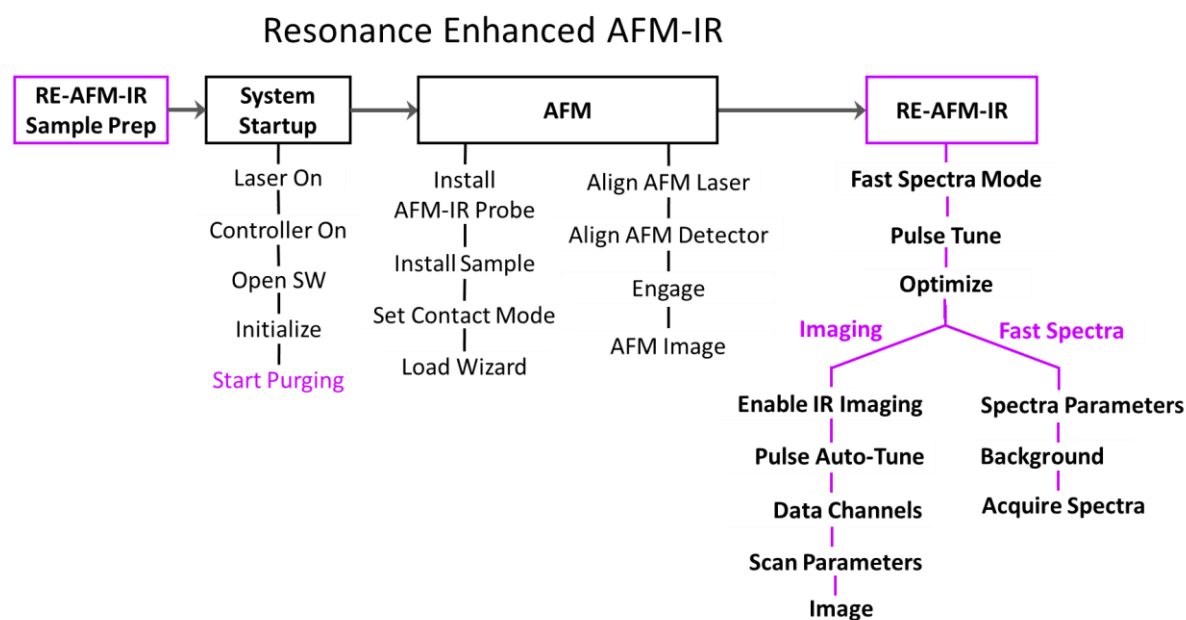 Resonance Enhanced AFM-IR
RE-AFM-IR
Sample Prep
System
Startup
AFM
RE-AFM-IR
Laser On
Controller On
Open SW
Initialize
Start Purging
Install
AFM-IR Probe
Install Sample
Set Contact Mode
Load Wizard
Align AFM Laser
Align AFM Detector
Engage
AFM Image
Fast Spectra Mode
Pulse Tune
Optimize
Imaging
Fast Spectra
Enable IR Imaging
Pulse Auto-Tune
Data Channels
Scan Parameters
Image
Spectra Parameters
Background
Acquire Spectra